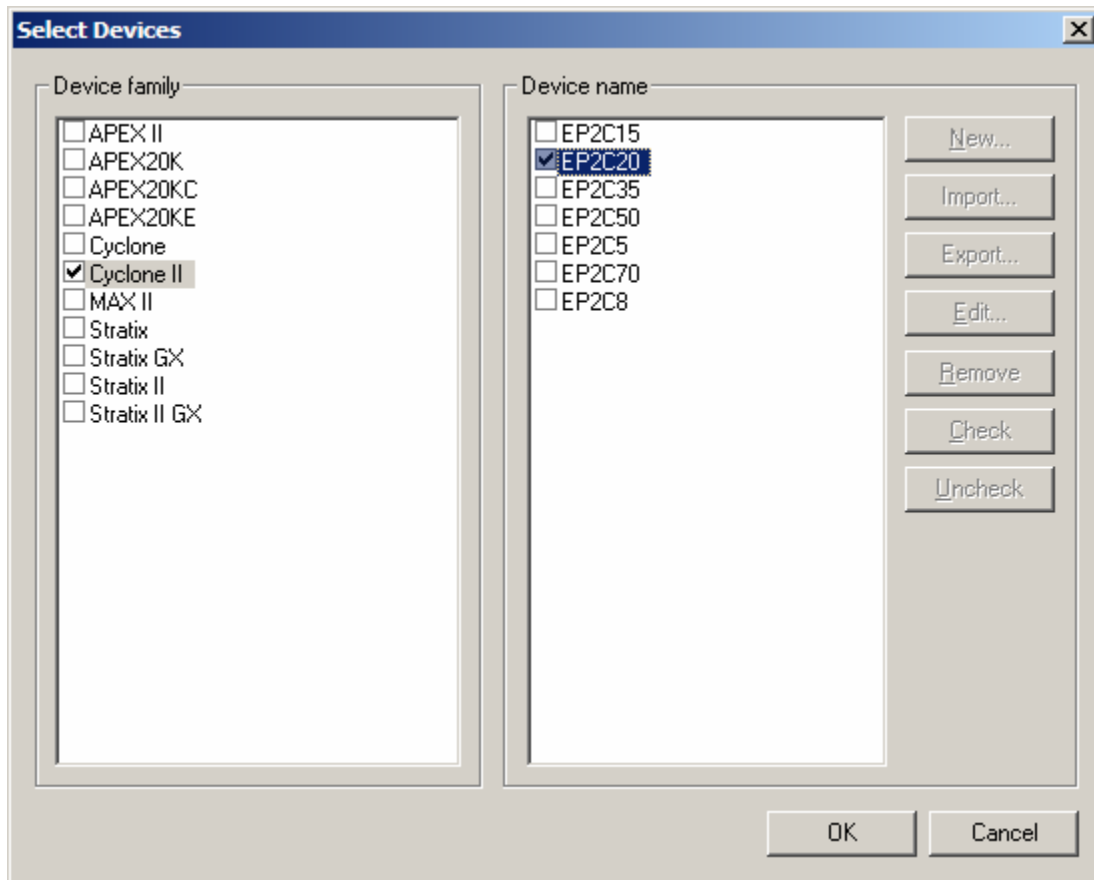 Select Devices
Device family
APEX II
APEX20K
APEX20KC
APEX20KE
Cyclone
Cyclone II
MAX II
Stratix
Stratix GX
Stratix II
Stratix II GX
Device name
EP2C15
EP2C20
EP2C35
EP2C50
EP2C5
EP2C70
EP2C8
New...
Import...
Export...
Edit...
Remove
Check
Uncheck
OK
Cancel